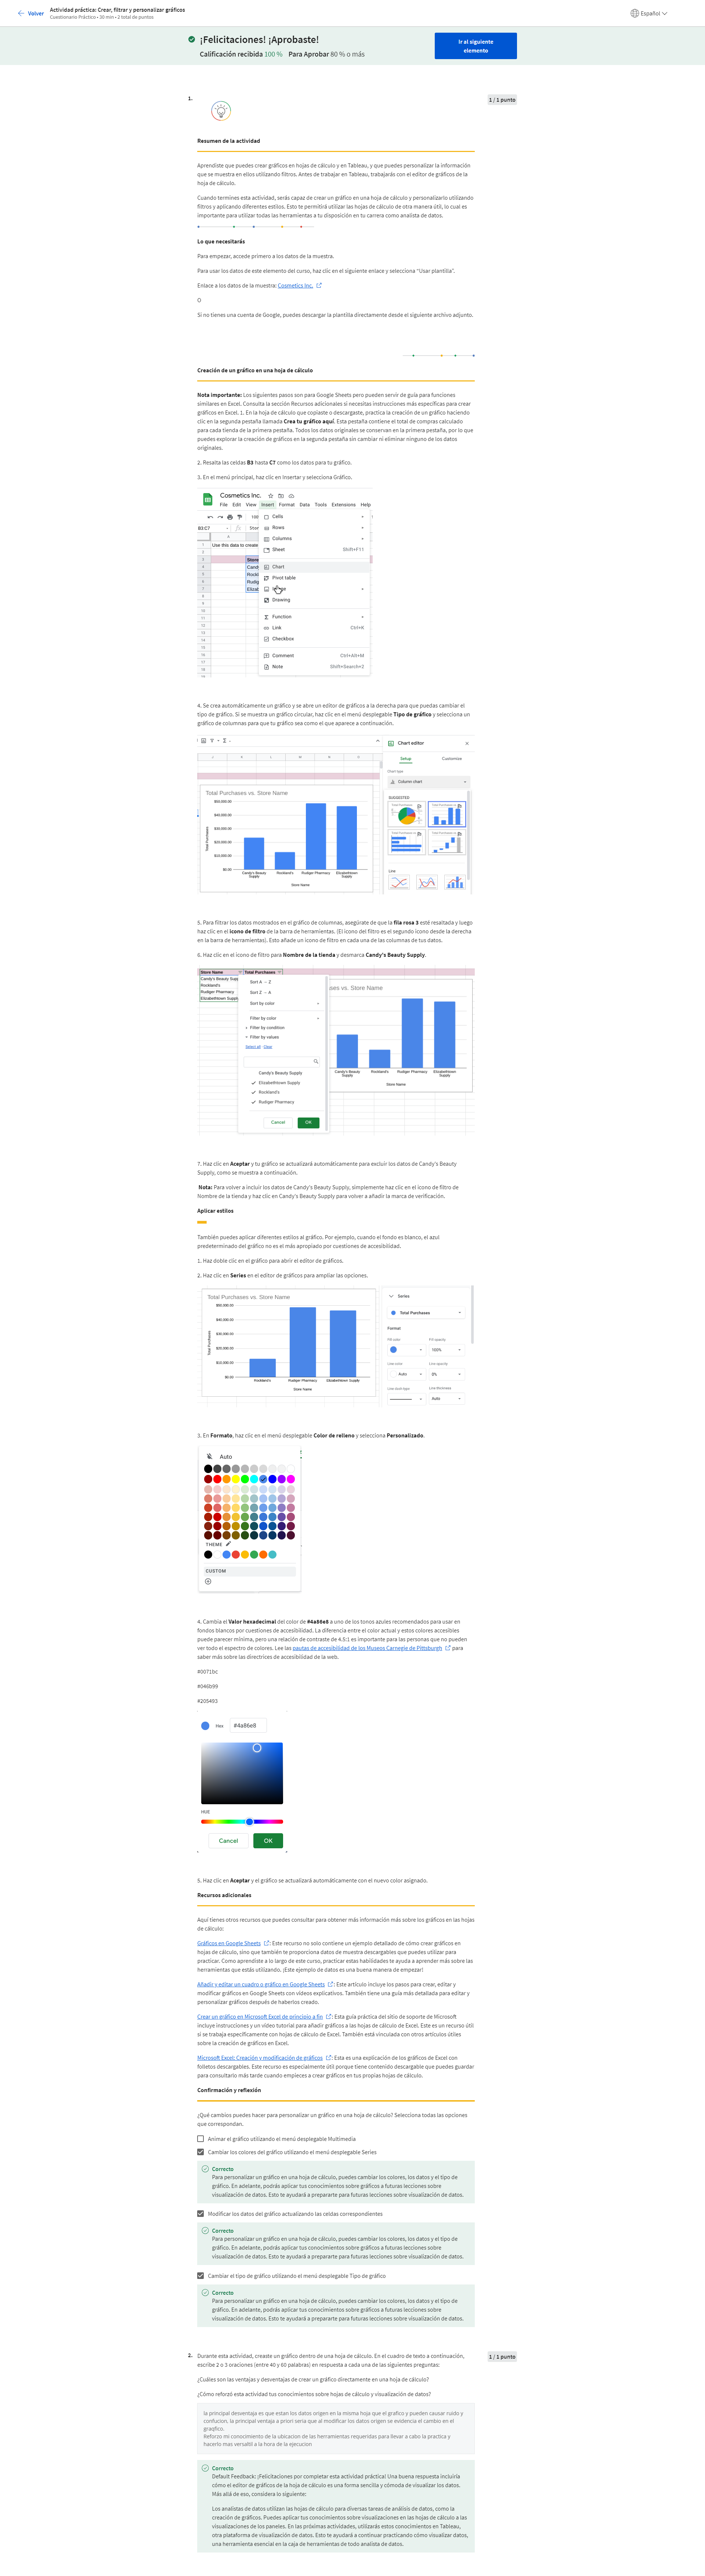 Volver
Actividad práctica: Crear, filtrar y personalizar gráficos
Cuestionario Práctico • 30 min • 2 total de puntos
Español
¡Felicitaciones! ¡Aprobaste!
Calificación recibida 100 % Para Aprobar 80 % o más
Ir al siguiente
elemento
1.
1 / 1 punto
Resumen de la actividad
Aprendiste que puedes crear gráficos en hojas de cálculo y en Tableau, y que puedes personalizar la información
que se muestra en ellos utilizando filtros. Antes de trabajar en Tableau, trabajarás con el editor de gráficos de la
hoja de cálculo.
Cuando termines esta actividad, serás capaz de crear un gráfico en una hoja de cálculo y personalizarlo utilizando
filtros y aplicando diferentes estilos. Esto te permitirá utilizar las hojas de cálculo de otra manera útil, lo cual es
importante para utilizar todas las herramientas a tu disposición en tu carrera como analista de datos.
Lo que necesitarás
Para empezar, accede primero a los datos de la muestra.
Para usar los datos de este elemento del curso, haz clic en el siguiente enlace y selecciona “Usar plantilla”.
Enlace a los datos de la muestra: Cosmetics Inc.
O
Si no tienes una cuenta de Google, puedes descargar la plantilla directamente desde el siguiente archivo adjunto.
Creación de un gráfico en una hoja de cálculo
Nota importante: Los siguientes pasos son para Google Sheets pero pueden servir de guía para funciones
similares en Excel. Consulta la sección Recursos adicionales si necesitas instrucciones más específicas para crear
gráficos en Excel. 1. En la hoja de cálculo que copiaste o descargaste, practica la creación de un gráfico haciendo
clic en la segunda pestaña llamada Crea tu gráfico aquí. Esta pestaña contiene el total de compras calculado
para cada tienda de la primera pestaña. Todos los datos originales se conservan en la primera pestaña, por lo que
puedes explorar la creación de gráficos en la segunda pestaña sin cambiar ni eliminar ninguno de los datos
originales.
2. Resalta las celdas B3 hasta C7 como los datos para tu gráfico.
3. En el menú principal, haz clic en Insertar y selecciona Gráfico.
Cosmetics Inc.
File Edit View Insert Format Data Tools Extensions Help
B3:C7
Use this data to create
Cells
Rows
Columns
Sheet Shift+F11
Chart
Pivot table
Drawing
Function
Link Ctrl+K
Checkbox
Comment Ctrl+Alt+M
Note Shift+Search+2
4. Se crea automáticamente un gráfico y se abre un editor de gráficos a la derecha para que puedas cambiar el
tipo de gráfico. Si se muestra un gráfico circular, haz clic en el menú desplegable Tipo de gráfico y selecciona un
gráfico de columnas para que tu gráfico sea como el que aparece a continuación.
Chart editor
Setup Customize
Chart type
Column chart
SUGGESTED
Line
Total Purchases vs. Store Name
Total Purchases
$50,000.00
$40,000.00
$30,000.00
$20,000.00
$10,000.00
$0.00
Candy's Beauty Supply Rockland's Rudiger Pharmacy Elizabethtown Supply
Store Name
5. Para filtrar los datos mostrados en el gráfico de columnas, asegúrate de que la fila rosa 3 esté resaltada y luego
haz clic en el ícono de filtro de la barra de herramientas. (El ícono del filtro es el segundo ícono desde la derecha
en la barra de herramientas). Esto añade un ícono de filtro en cada una de las columnas de tus datos.
6. Haz clic en el ícono de filtro para Nombre de la tienda y desmarca Candy's Beauty Supply.
Store Name Total Purchases
Candy's Beauty Supp
Rockland's
Rudiger Pharmacy
Elizabethtown Suppl
Sort A → Z
Sort Z → A
Sort by color
Filter by color
Filter by condition
Filter by values
Select all - Clear
Candy's Beauty Supply
Elizabethtown Supply
Rockland's
Rudiger Pharmacy
Cancel OK
ses vs. Store Name
Candy's Beauty Supply Rockland's Rudiger Pharmacy Elizabethtown Supply
Store Name
7. Haz clic en Aceptar y tu gráfico se actualizará automáticamente para excluir los datos de Candy's Beauty
Supply, como se muestra a continuación.
Nota: Para volver a incluir los datos de Candy's Beauty Supply, simplemente haz clic en el ícono de filtro de
Nombre de la tienda y haz clic en Candy's Beauty Supply para volver a añadir la marca de verificación.
Aplicar estilos
También puedes aplicar diferentes estilos al gráfico. Por ejemplo, cuando el fondo es blanco, el azul
predeterminado del gráfico no es el más apropiado por cuestiones de accesibilidad.
1. Haz doble clic en el gráfico para abrir el editor de gráficos.
2. Haz clic en Series en el editor de gráficos para ampliar las opciones.
Total Purchases vs. Store Name
Total Purchases
$50,000.00
$40,000.00
$30,000.00
$20,000.00
$10,000.00
$0.00
Rockland's Rudiger Pharmacy Elizabethtown Supply
Store Name
Series
Total Purchases
Format
Fill color Fill opacity
100%
Line color Line opacity
Auto 0%
Line dash type Line thickness
Auto
3. En Formato, haz clic en el menú desplegable Color de relleno y selecciona Personalizado.
Auto
THEME
CUSTOM
4. Cambia el Valor hexadecimal del color de #4a86e8 a uno de los tonos azules recomendados para usar en
fondos blancos por cuestiones de accesibilidad. La diferencia entre el color actual y estos colores accesibles
puede parecer mínima, pero una relación de contraste de 4.5:1 es importante para las personas que no pueden
ver todo el espectro de colores. Lee las pautas de accesibilidad de los Museos Carnegie de Pittsburgh para
saber más sobre las directrices de accesibilidad de la web.
#0071bc
#046b99
#205493
Hex #4a86e8
HUE
Cancel OK
5. Haz clic en Aceptar y el gráfico se actualizará automáticamente con el nuevo color asignado.
Recursos adicionales
Aquí tienes otros recursos que puedes consultar para obtener más información más sobre los gráficos en las hojas
de cálculo:
Gráficos en Google Sheets : Este recurso no solo contiene un ejemplo detallado de cómo crear gráficos en
hojas de cálculo, sino que también te proporciona datos de muestra descargables que puedes utilizar para
practicar. Como aprendiste a lo largo de este curso, practicar estas habilidades te ayuda a aprender más sobre las
herramientas que estás utilizando. ¡Este ejemplo de datos es una buena manera de empezar!
Añadir y editar un cuadro o gráfico en Google Sheets : Este artículo incluye los pasos para crear, editar y
modificar gráficos en Google Sheets con videos explicativos. También tiene una guía más detallada para editar y
personalizar gráficos después de haberlos creado.
Crear un gráfico en Microsoft Excel de principio a fin : Esta guía práctica del sitio de soporte de Microsoft
incluye instrucciones y un video tutorial para añadir gráficos a las hojas de cálculo de Excel. Este es un recurso útil
si se trabaja específicamente con hojas de cálculo de Excel. También está vinculada con otros artículos útiles
sobre la creación de gráficos en Excel.
Microsoft Excel: Creación y modificación de gráficos : Esta es una explicación de los gráficos de Excel con
folletos descargables. Este recurso es especialmente útil porque tiene contenido descargable que puedes guardar
para consultarlo más tarde cuando empieces a crear gráficos en tus propias hojas de cálculo.
Confirmación y reflexión
¿Qué cambios puedes hacer para personalizar un gráfico en una hoja de cálculo? Selecciona todas las opciones
que correspondan.
Animar el gráfico utilizando el menú desplegable Multimedia
Cambiar los colores del gráfico utilizando el menú desplegable Series
Correcto
Para personalizar un gráfico en una hoja de cálculo, puedes cambiar los colores, los datos y el tipo de
gráfico. En adelante, podrás aplicar tus conocimientos sobre gráficos a futuras lecciones sobre
visualización de datos. Esto te ayudará a prepararte para futuras lecciones sobre visualización de datos.
Modificar los datos del gráfico actualizando las celdas correspondientes
Correcto
Para personalizar un gráfico en una hoja de cálculo, puedes cambiar los colores, los datos y el tipo de
gráfico. En adelante, podrás aplicar tus conocimientos sobre gráficos a futuras lecciones sobre
visualización de datos. Esto te ayudará a prepararte para futuras lecciones sobre visualización de datos.
Cambiar el tipo de gráfico utilizando el menú desplegable Tipo de gráfico
Correcto
Para personalizar un gráfico en una hoja de cálculo, puedes cambiar los colores, los datos y el tipo de
gráfico. En adelante, podrás aplicar tus conocimientos sobre gráficos a futuras lecciones sobre
visualización de datos. Esto te ayudará a prepararte para futuras lecciones sobre visualización de datos.
2.
1 / 1 punto
Durante esta actividad, creaste un gráfico dentro de una hoja de cálculo. En el cuadro de texto a continuación,
escribe 2 o 3 oraciones (entre 40 y 60 palabras) en respuesta a cada una de las siguientes preguntas:
¿Cuáles son las ventajas y desventajas de crear un gráfico directamente en una hoja de cálculo?
¿Cómo reforzó esta actividad tus conocimientos sobre hojas de cálculo y visualización de datos?
la principal desventaja es que estan los datos origen en la misma hoja que el grafico y pueden causar ruido y
confucion, la principal ventaja a priori seria que al modificar los datos origen se evidencia el cambio en el
graqfico.
Reforzo mi conocimiento de la ubicacion de las herramientas requeridas para llevar a cabo la practica y
hacerlo mas versatil a la hora de la ejecucion
Correcto
Default Feedback: ¡Felicitaciones por completar esta actividad práctica! Una buena respuesta incluiría
cómo el editor de gráficos de la hoja de cálculo es una forma sencilla y cómoda de visualizar los datos.
Más allá de eso, considera lo siguiente:
Los analistas de datos utilizan las hojas de cálculo para diversas tareas de análisis de datos, como la
creación de gráficos. Puedes aplicar tus conocimientos sobre visualizaciones en las hojas de cálculo a las
visualizaciones de los paneles. En las próximas actividades, utilizarás estos conocimientos en Tableau,
otra plataforma de visualización de datos. Esto te ayudará a continuar practicando cómo visualizar datos,
una herramienta esencial en la caja de herramientas de todo analista de datos.